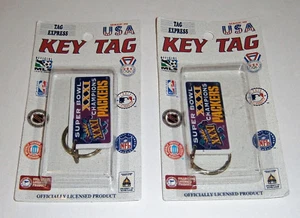 TAG
EXPRESS
USA
KEY TAG
SUPER BOWL
XXXI
CHAMPIONS
PACKERS
OFFICIALLY LICENSED PRODUCT
TAG
EXPRESS
USA
KEY TAG
SUPER BOWL
XXXI
CHAMPIONS
PACKERS
OFFICIALLY LICENSED PRODUCT